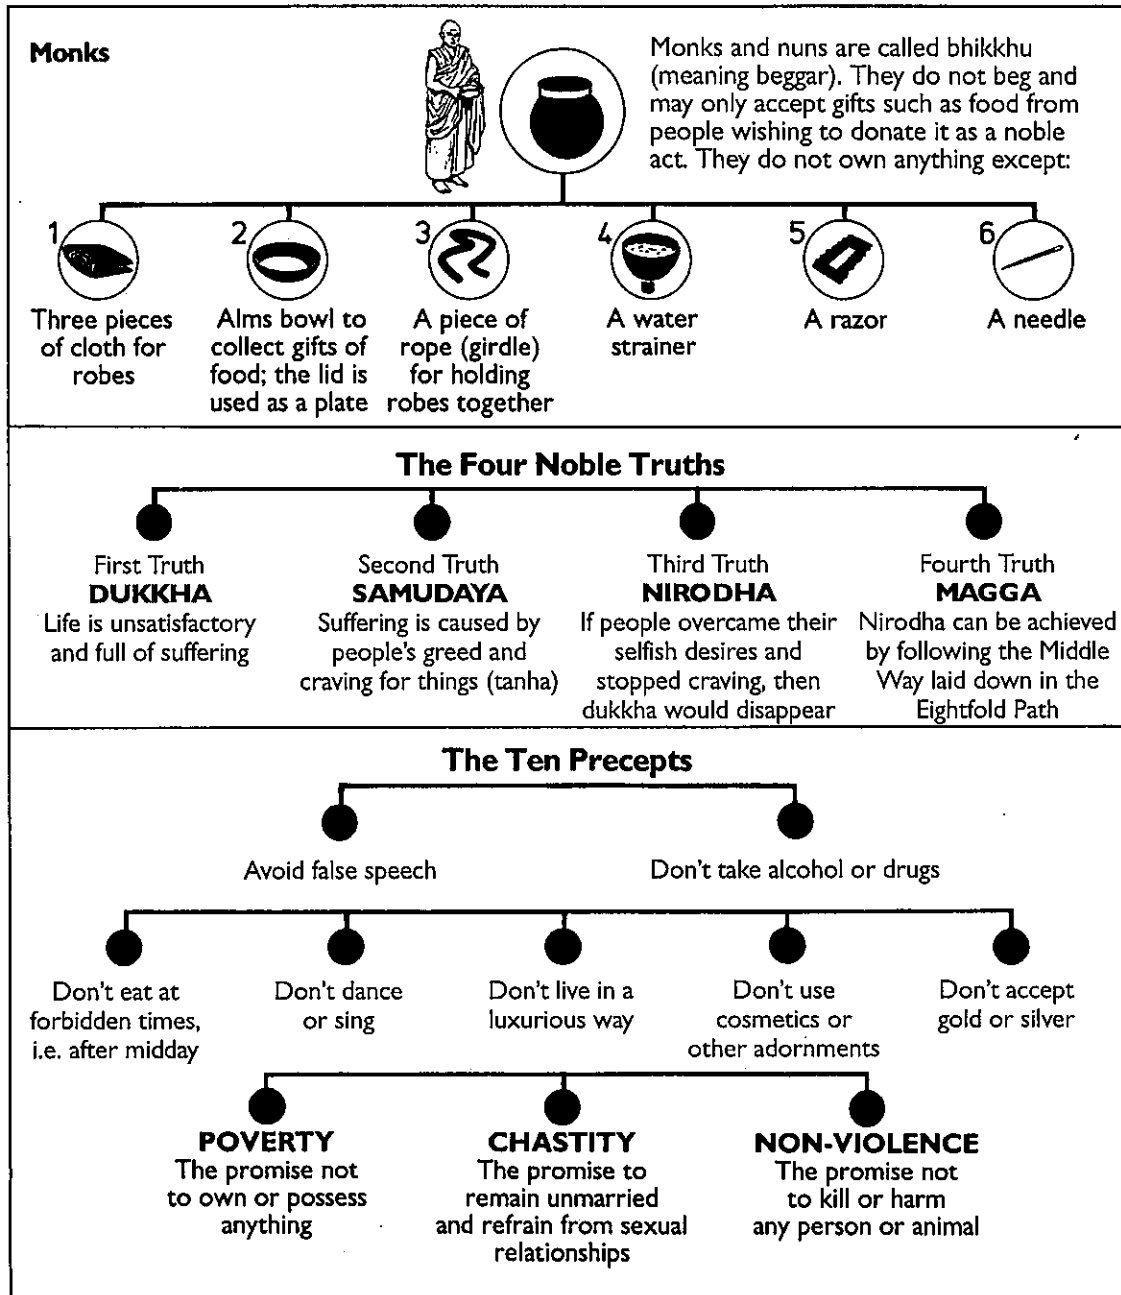 Monks
Monks and nuns are called bhikkhu
(meaning beggar). They do not beg and
may only accept gifts such as food from
people wishing to donate it as a noble
act. They do not own anything except:
1
Three pieces
of cloth for
robes
2
Alms bowl to
collect gifts of
food; the lid is
used as a plate
3
A piece of
rope (girdle)
for holding
robes together
4
A water
strainer
5
A razor
6
A needle
The Four Noble Truths
First Truth
DUKKHA
Life is unsatisfactory
and full of suffering
Second Truth
SAMUDAYA
Suffering is caused by
people's greed and
craving for things (tanha)
Third Truth
NIRODHA
If people overcame their
selfish desires and
stopped craving, then
dukkha would disappear
Fourth Truth
MAGGA
Nirodha can be achieved
by following the Middle
Way laid down in the
Eightfold Path
The Ten Precepts
Avoid false speech
Don't take alcohol or drugs
Don't eat at
forbidden times,
i.e. after midday
Don't dance
or sing
Don't live in a
luxurious way
Don't use
cosmetics or
other adornments
Don't accept
gold or silver
POVERTY
The promise not
to own or possess
anything
CHASTITY
The promise to
remain unmarried
and refrain from sexual
relationships
NON-VIOLENCE
The promise not
to kill or harm
any person or animal